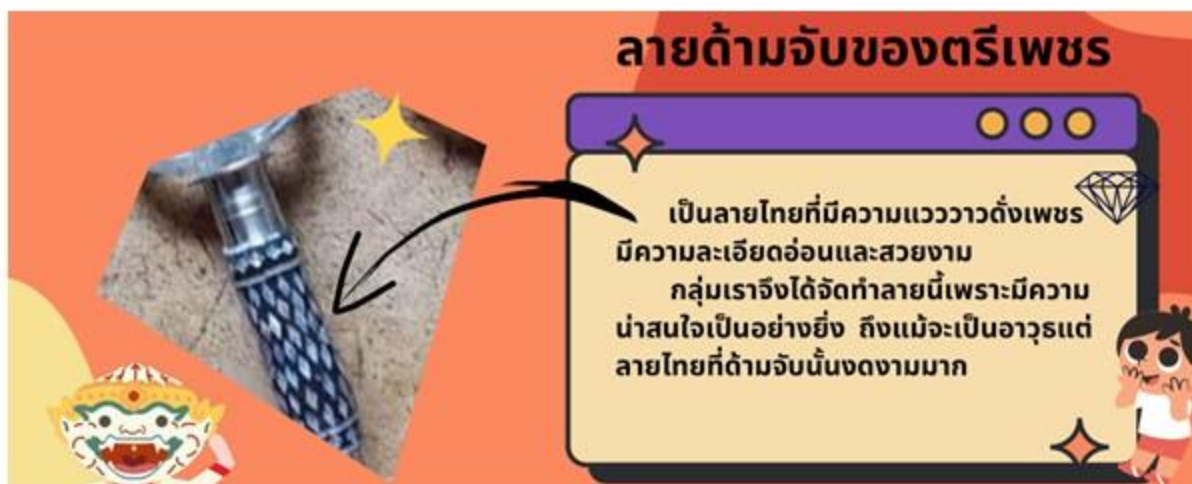 ลายด้ามจับของตรีเพชร
เป็นลายไทยที่มีความแวววาวดั่งเพชร
มีความละเอียดอ่อนและสวยงาม
กลุ่มเราจึงได้จัดทำลายนี้เพราะมีความ
น่าสนใจเป็นอย่างยิ่ง ถึงแม้จะเป็นอาวุธแต่
ลายไทยที่ด้ามจับนั้นงดงามมาก